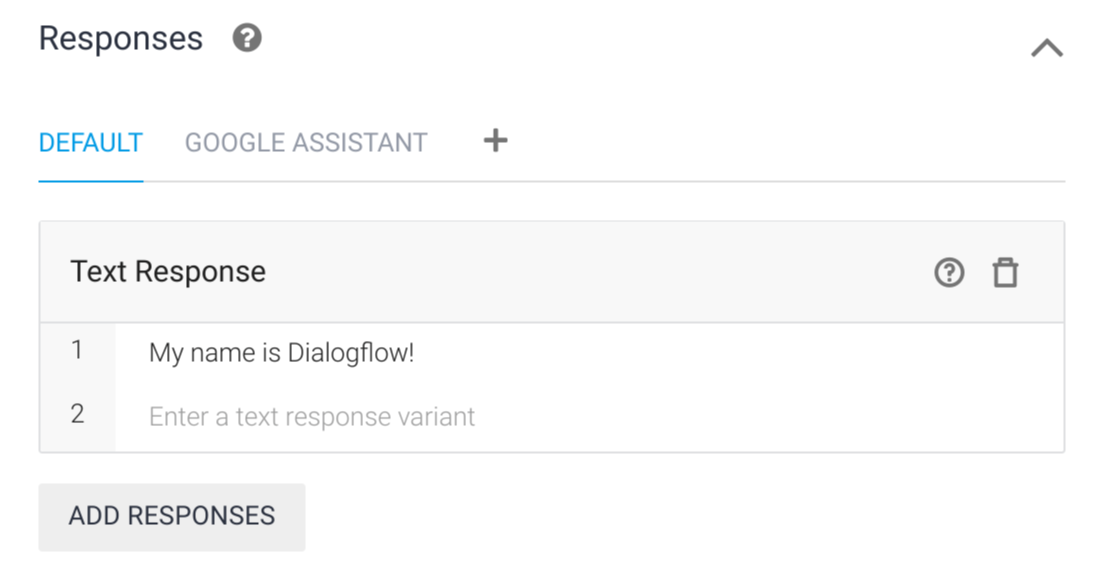 Responses
DEFAULT GOOGLE ASSISTANT +
Text Response
1 My name is Dialogflow!
2 Enter a text response variant
ADD RESPONSES